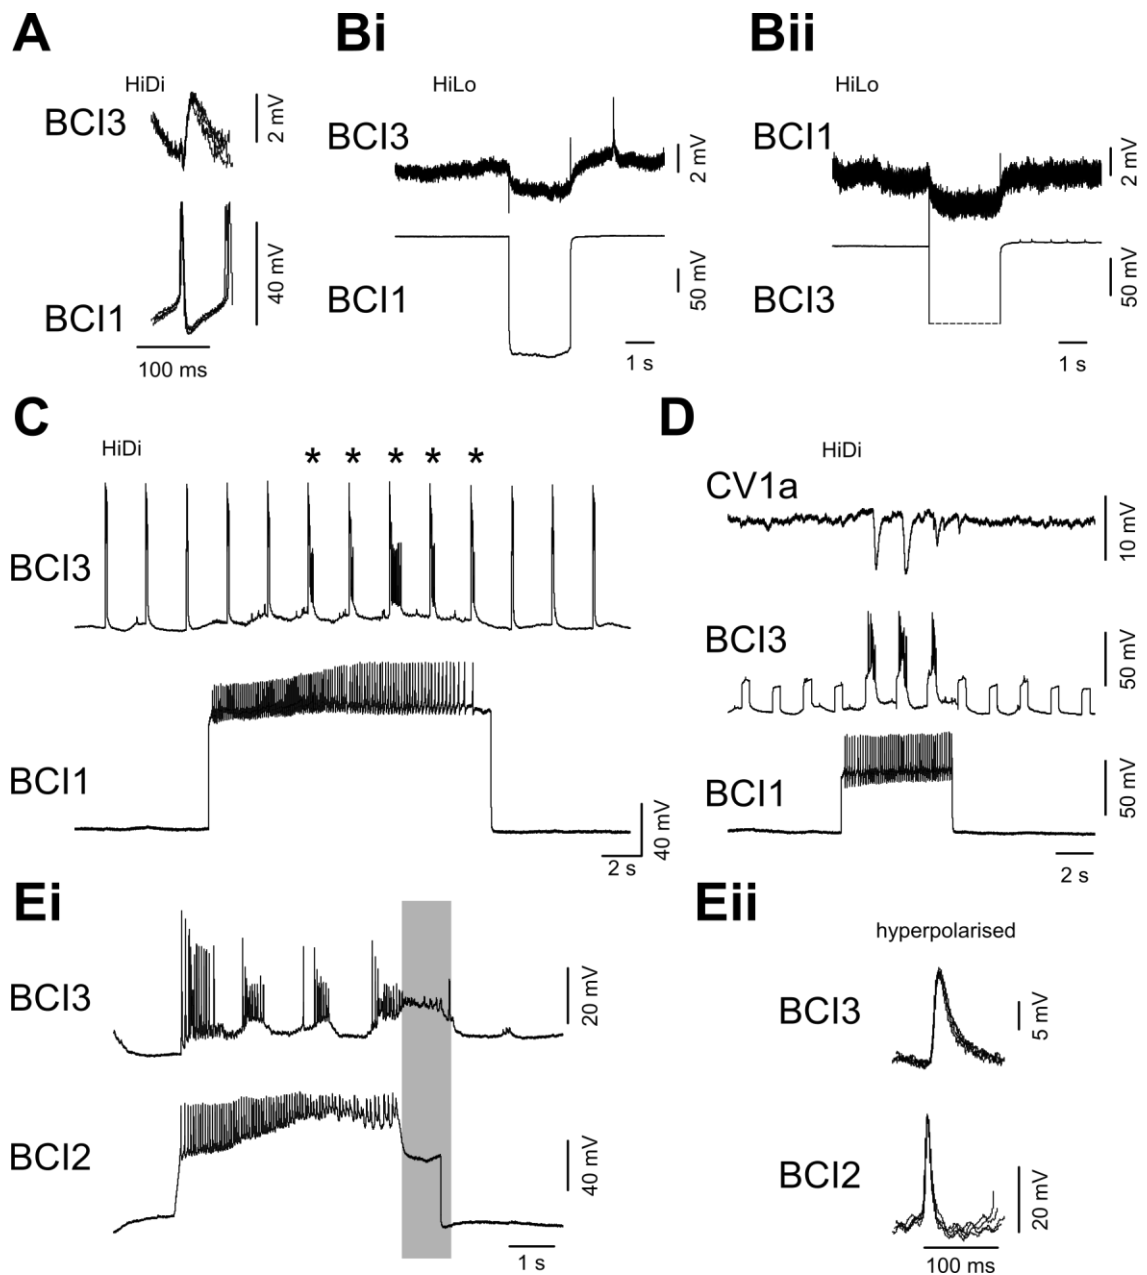 A
HiDi
BCI3
2 mV
BCI1
40 mV
100 ms
Bi
HiLo
BCI3
2 mV
BCI1
50 mV
1 s
Bii
HiLo
BCI1
2 mV
BCI3
50 mV
1 s
C
HiDi
* * * * *
BCI3
BCI1
40 mV
2 s
D
HiDi
CV1a
10 mV
BCI3
50 mV
BCI1
50 mV
2 s
Ei
BCI3
20 mV
BCI2
40 mV
1 s
Eii
hyperpolarised
BCI3
5 mV
BCI2
20 mV
100 ms